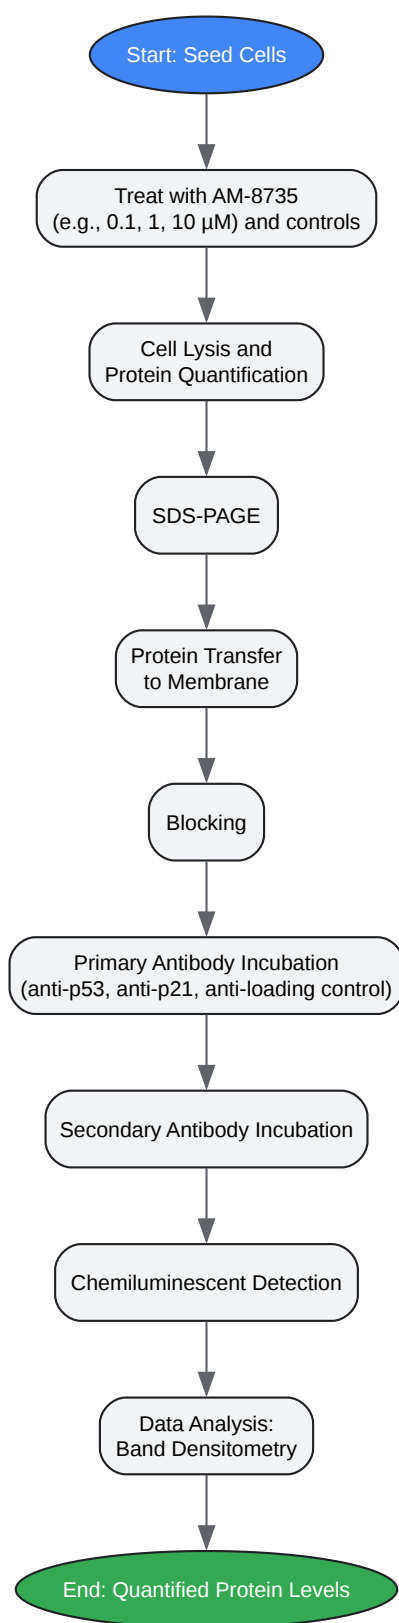 Start: Seed Cells
Treat with AM-8735
(e.g., 0.1, 1, 10 µM) and controls
Cell Lysis and
Protein Quantification
SDS-PAGE
Protein Transfer
to Membrane
Blocking
Primary Antibody Incubation
(anti-p53, anti-p21, anti-loading control)
Secondary Antibody Incubation
Chemiluminescent Detection
Data Analysis:
Band Densitometry
End: Quantified Protein Levels